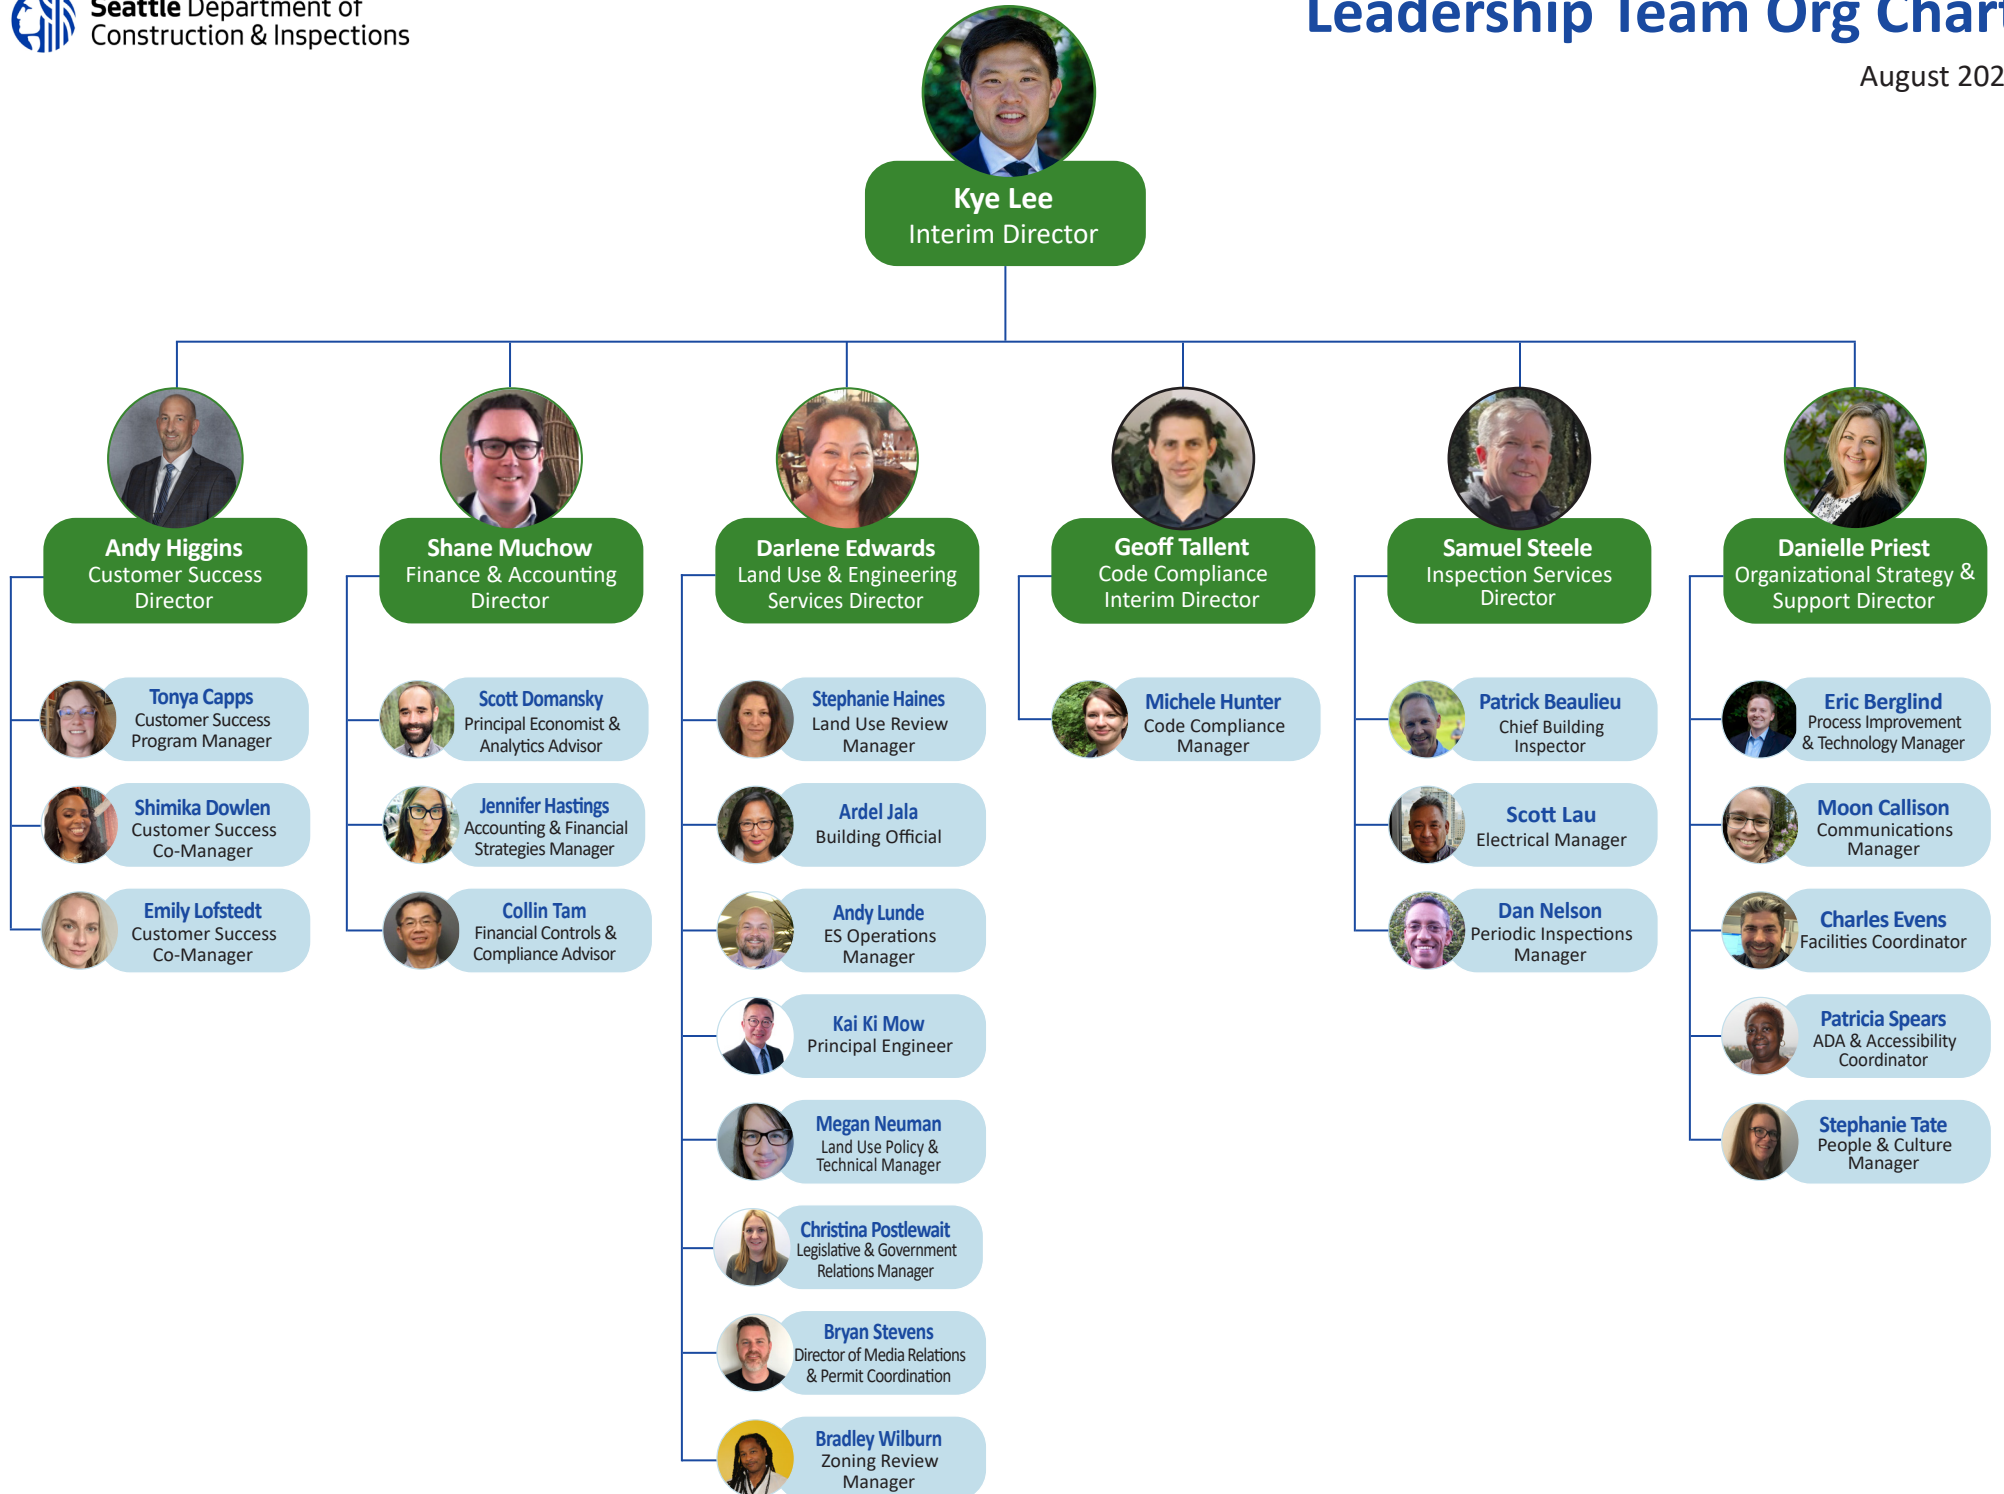 Seattle Department of
Construction & Inspections
Leadership Team Org Chart
August 202
Kye Lee
Interim Director
Andy Higgins
Customer Success
Director
Tonya Capps
Customer Success
Program Manager
Shimika Dowlen
Customer Success
Co-Manager
Emily Lofstedt
Customer Success
Co-Manager
Shane Muchow
Finance & Accounting
Director
Scott Domansky
Principal Economist &
Analytics Advisor
Jennifer Hastings
Accounting & Financial
Strategies Manager
Collin Tam
Financial Controls &
Compliance Advisor
Darlene Edwards
Land Use & Engineering
Services Director
Stephanie Haines
Land Use Review
Manager
Ardel Jala
Building Official
Andy Lunde
ES Operations
Manager
Kai Ki Mow
Principal Engineer
Megan Neuman
Land Use Policy &
Technical Manager
Christina Postlewait
Legislative & Government
Relations Manager
Bryan Stevens
Director of Media Relations
& Permit Coordination
Bradley Wilburn
Zoning Review
Manager
Geoff Tallent
Code Compliance
Interim Director
Michele Hunter
Code Compliance
Manager
Samuel Steele
Inspection Services
Director
Patrick Beaulieu
Chief Building
Inspector
Scott Lau
Electrical Manager
Dan Nelson
Periodic Inspections
Manager
Danielle Priest
Organizational Strategy &
Support Director
Eric Berglind
Process Improvement
& Technology Manager
Moon Callison
Communications
Manager
Charles Evens
Facilities Coordinator
Patricia Spears
ADA & Accessibility
Coordinator
Stephanie Tate
People & Culture
Manager